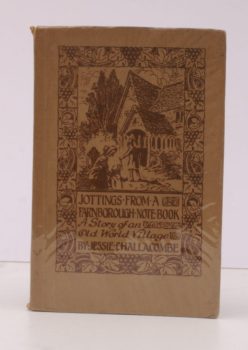 JOTTINGS·FROM·A
FARNBOROUGH·NOTE·BOOK
A Story of an
Old World Village
BY·JESSIE·CHALLACOMBE